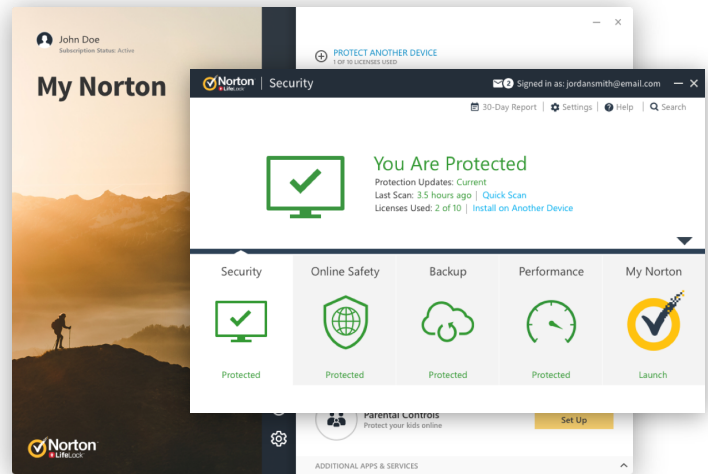 John Doe
Subscription Status: Active
My Norton
PROTECT ANOTHER DEVICE
1 OF 10 LICENSES USED
Norton | Security
LifeLock
2 Signed in as: jordansmith@email.com
30-Day Report | Settings | Help | Search
You Are Protected
Protection Updates: Current
Last Scan: 3.5 hours ago | Quick Scan
Licenses Used: 2 of 10 | Install on Another Device
Security Online Safety Backup Performance My Norton
Protected Protected Protected Protected Launch
Parental Controls
Protect your kids online
Set Up
Norton
LifeLock
ADDITIONAL APPS & SERVICES